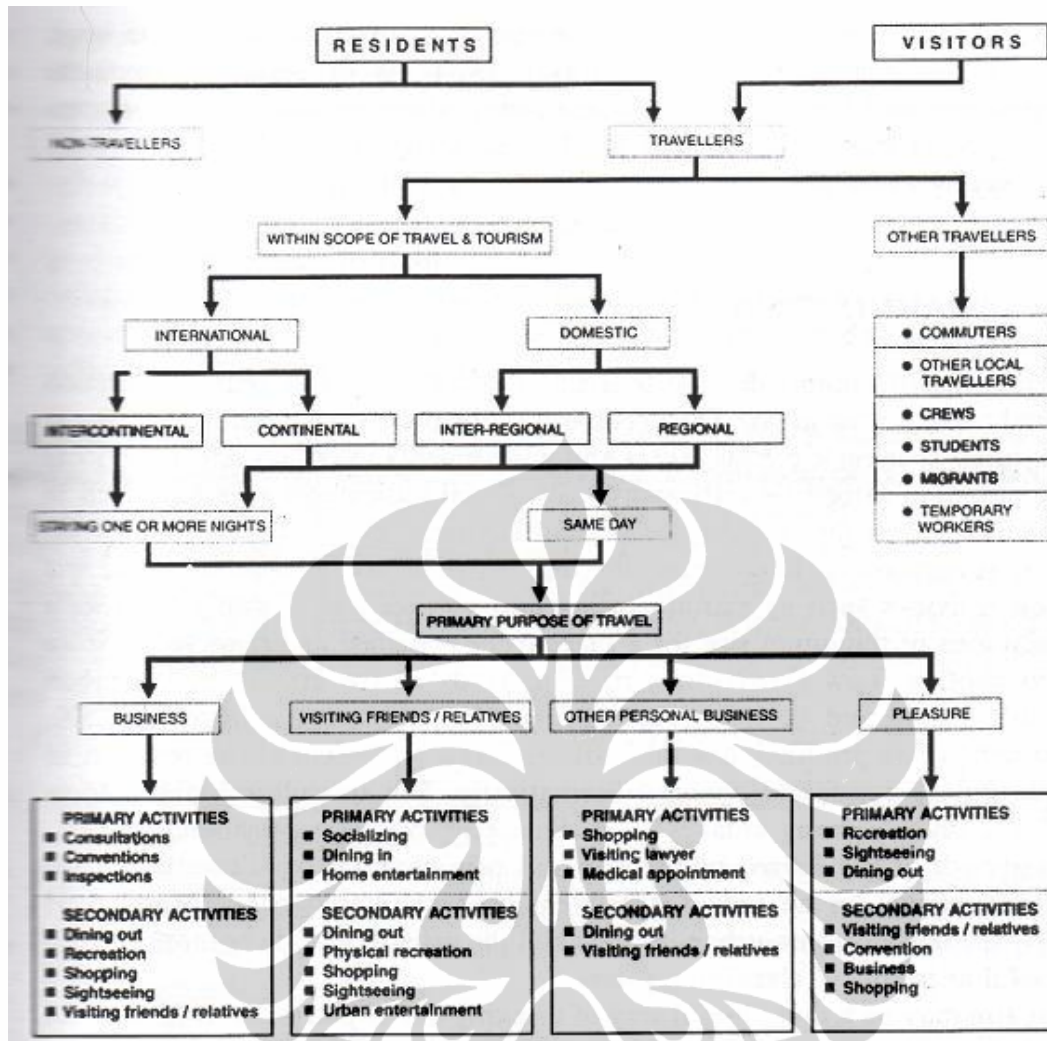 RESIDENTS
VISITORS
NON-TRAVELLERS
TRAVELLERS
WITHIN SCOPE OF TRAVEL & TOURISM
OTHER TRAVELLERS
INTERNATIONAL
DOMESTIC
● COMMUTERS
● OTHER LOCAL
TRAVELLERS
● CREWS
● STUDENTS
● MIGRANTS
● TEMPORARY
WORKERS
INTERCONTINENTAL
CONTINENTAL
INTER-REGIONAL
REGIONAL
STAYING ONE OR MORE NIGHTS
SAME DAY
PRIMARY PURPOSE OF TRAVEL
BUSINESS
VISITING FRIENDS / RELATIVES
OTHER PERSONAL BUSINESS
PLEASURE
PRIMARY ACTIVITIES
■ Consultations
■ Conventions
■ Inspections
SECONDARY ACTIVITIES
■ Dining out
■ Recreation
■ Shopping
■ Sightseeing
■ Visiting friends / relatives
PRIMARY ACTIVITIES
■ Socializing
■ Dining in
■ Home entertainment
SECONDARY ACTIVITIES
■ Dining out
■ Physical recreation
■ Shopping
■ Sightseeing
■ Urban entertainment
PRIMARY ACTIVITIES
■ Shopping
■ Visiting lawyer
■ Medical appointment
SECONDARY ACTIVITIES
■ Dining out
■ Visiting friends / relatives
PRIMARY ACTIVITIES
■ Recreation
■ Sightseeing
■ Dining out
SECONDARY ACTIVITIES
■ Visiting friends / relatives
■ Convention
■ Business
■ Shopping